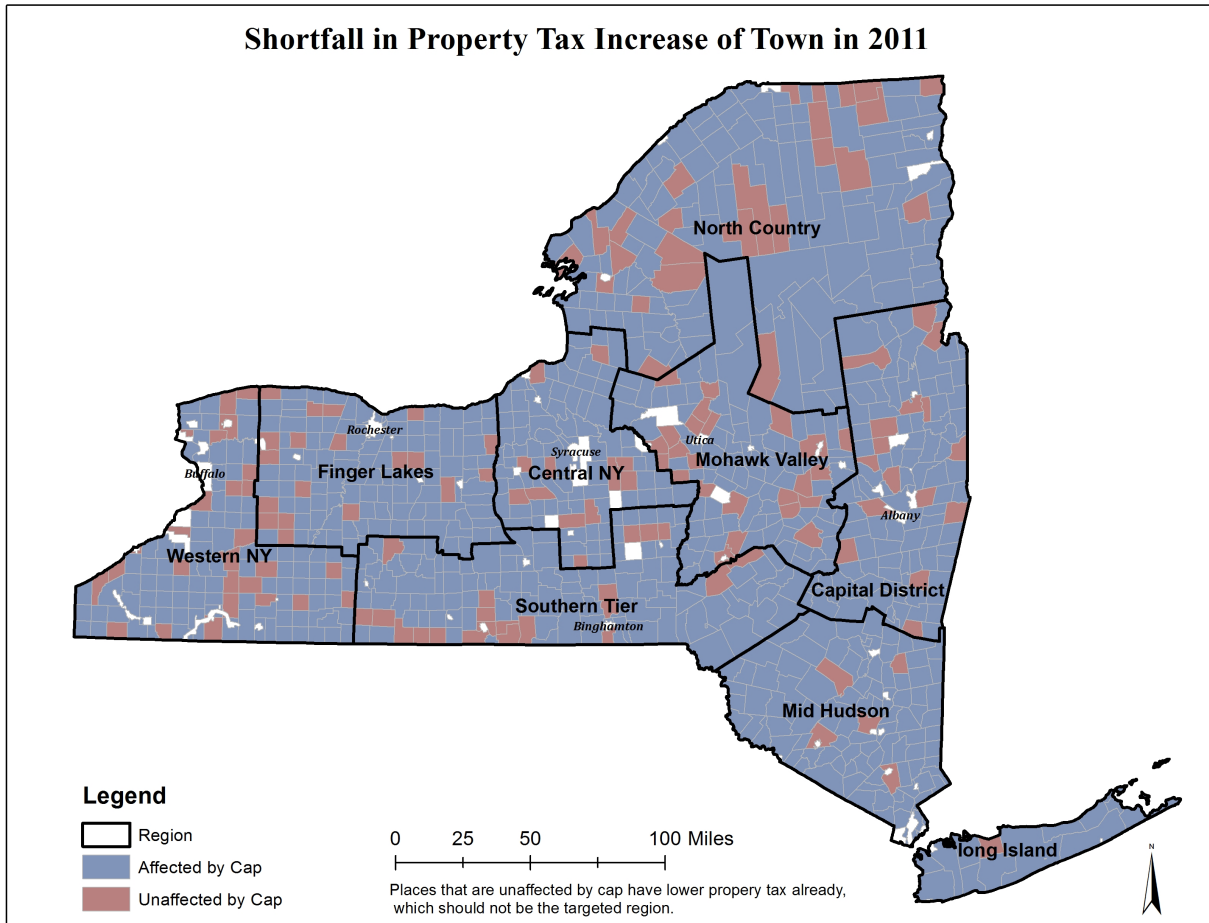 Shortfall in Property Tax Increase of Town in 2011
North Country
Rochester
Utica
Syracuse
Mohawk Valley
Buffalo
Finger Lakes
Central NY
Albany
Western NY
Capital District
Southern Tier
Binghamton
Mid Hudson
long Island
Legend
Region
Affected by Cap
Unaffected by Cap
0 25 50 100 Miles
Places that are unaffected by cap have lower propery tax already,
which should not be the targeted region.
N